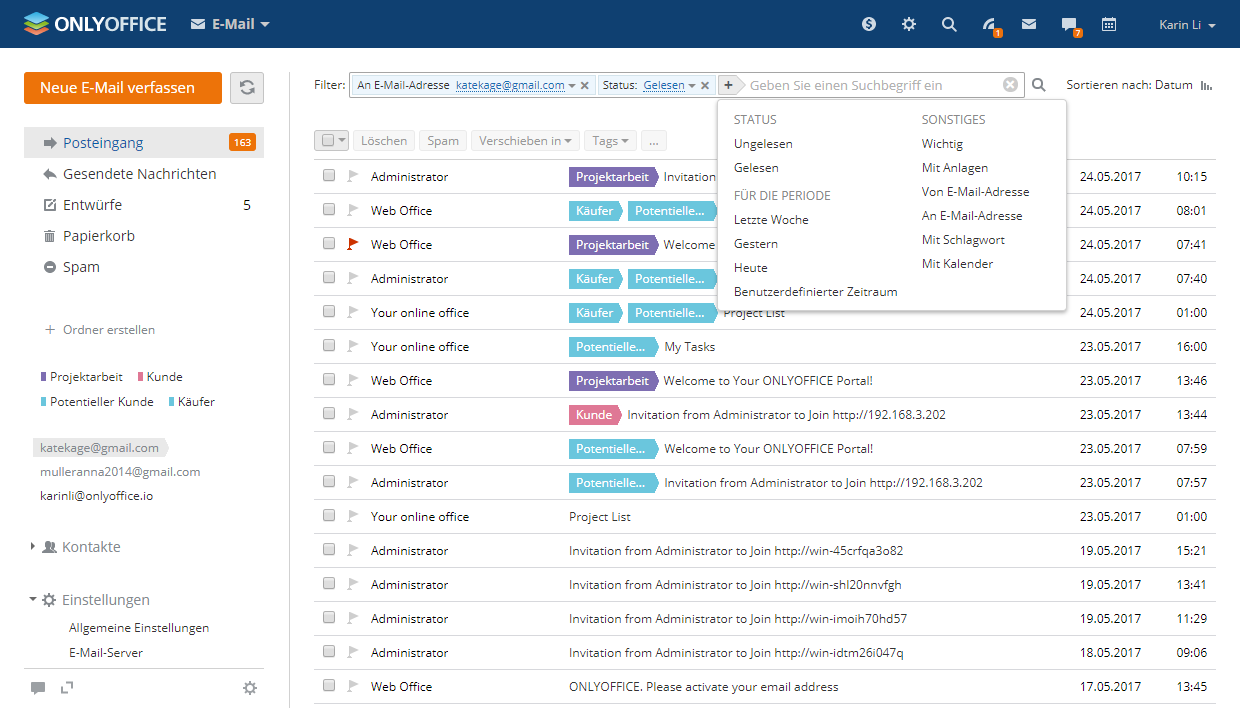 ONLYOFFICE E-Mail 1 7 Karin Li
Neue E-Mail verfassen
Posteingang 163
Gesendete Nachrichten
Entwürfe 5
Papierkorb
Spam
Ordner erstellen
Projektarbeit Kunde
Potentieller Kunde Käufer
katekage@gmail.com
mulleranna2014@gmail.com
karinli@onlyoffice.io
Kontakte
Einstellungen
Allgemeine Einstellungen
E-Mail-Server
Filter: An E-Mail-Adresse katekage@gmail.com Status: Gelesen + Geben Sie einen Suchbegriff ein Sortieren nach: Datum
STATUS
Ungelesen
Gelesen
FÜR DIE PERIODE
Letzte Woche
Gestern
Heute
Benutzerdefinierter Zeitraum
SONSTIGES
Wichtig
Mit Anlagen
Von E-Mail-Adresse
An E-Mail-Adresse
Mit Schlagwort
Mit Kalender
Löschen Spam Verschieben in Tags ...
Administrator Projektarbeit Invitation 24.05.2017 10:15
Web Office Käufer Potentielle... 24.05.2017 08:01
Web Office Projektarbeit Welcome 24.05.2017 07:41
Administrator Käufer Potentielle... 24.05.2017 07:40
Your online office Käufer Potentielle... Project List 24.05.2017 01:00
Your online office Potentielle... My Tasks 23.05.2017 16:00
Web Office Projektarbeit Welcome to Your ONLYOFFICE Portal! 23.05.2017 13:46
Administrator Kunde Invitation from Administrator to Join http://192.168.3.202 23.05.2017 13:44
Web Office Potentielle... Welcome to Your ONLYOFFICE Portal! 23.05.2017 07:59
Administrator Potentielle... Invitation from Administrator to Join http://192.168.3.202 23.05.2017 07:57
Your online office Project List 23.05.2017 01:00
Administrator Invitation from Administrator to Join http://win-45crfqa3o82 19.05.2017 15:21
Administrator Invitation from Administrator to Join http://win-shl20nnvfgh 19.05.2017 13:41
Administrator Invitation from Administrator to Join http://win-imoih70hd57 19.05.2017 11:29
Administrator Invitation from Administrator to Join http://win-idtm26i047q 18.05.2017 09:06
Web Office ONLYOFFICE. Please activate your email address 17.05.2017 13:45